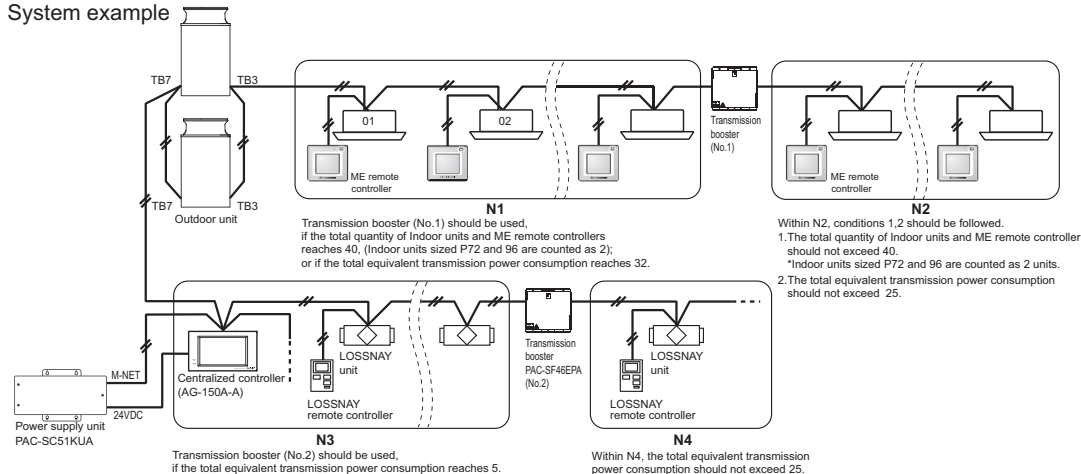 System example
TB7
TB3
TB7
TB3
Outdoor unit
01
02
ME remote
controller
N1
Transmission
booster
(No.1)
ME remote
controller
N2
Transmission booster (No.1) should be used,
if the total quantity of Indoor units and ME remote controllers
reaches 40, (Indoor units sized P72 and 96 are counted as 2);
or if the total equivalent transmission power consumption reaches 32.
Within N2, conditions 1,2 should be followed.
1.The total quantity of Indoor units and ME remote controller
should not exceed 40.
*Indoor units sized P72 and 96 are counted as 2 units.
2.The total equivalent transmission power consumption
should not exceed 25.
M-NET
24VDC
Power supply unit
PAC-SC51KUA
Centralized controller
(AG-150A-A)
LOSSNAY
unit
LOSSNAY
remote controller
N3
Transmission
booster
PAC-SF46EPA
(No.2)
LOSSNAY
unit
LOSSNAY
remote controller
N4
Transmission booster (No.2) should be used,
if the total equivalent transmission power consumption reaches 5.
Within N4, the total equivalent transmission
power consumption should not exceed 25.